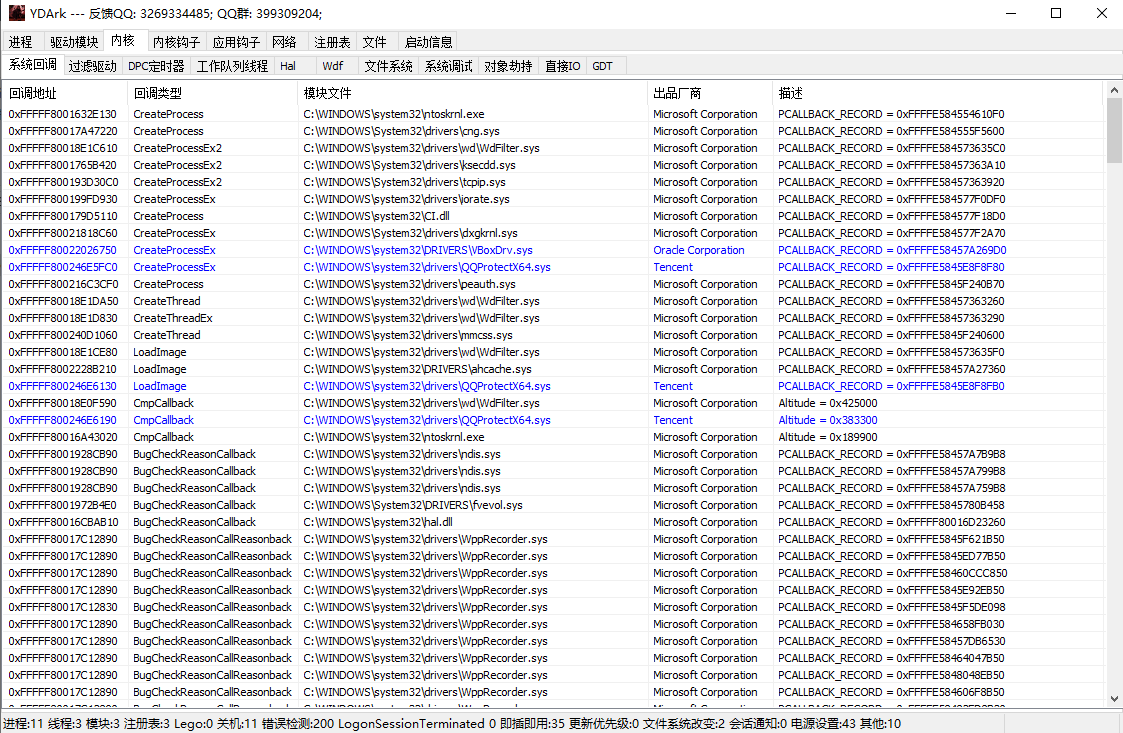 YDArk --- 反馈QQ: 3269334485; QQ群: 399309204;
进程 驱动模块 内核 内核钩子 应用钩子 网络 注册表 文件 启动信息
系统回调 过滤驱动 DPC定时器 工作队列线程 Hal Wdf 文件系统 系统调试 对象劫持 直接IO GDT
回调地址 回调类型 模块文件 出品厂商 描述
0xFFFFF8001632E130 CreateProcess C:\WINDOWS\system32\ntoskrnl.exe Microsoft Corporation PCALLBACK_RECORD = 0xFFFFE584554610F0
0xFFFFF80017A47220 CreateProcess C:\WINDOWS\System32\drivers\cng.sys Microsoft Corporation PCALLBACK_RECORD = 0xFFFFE584555F5600
0xFFFFF80018E1C610 CreateProcessEx2 C:\WINDOWS\system32\drivers\wd\WdFilter.sys Microsoft Corporation PCALLBACK_RECORD = 0xFFFFE584573635C0
0xFFFFF8001765B420 CreateProcessEx2 C:\WINDOWS\System32\drivers\ksecdd.sys Microsoft Corporation PCALLBACK_RECORD = 0xFFFFE58457363A10
0xFFFFF800193D30C0 CreateProcessEx2 C:\WINDOWS\System32\drivers\tcpip.sys Microsoft Corporation PCALLBACK_RECORD = 0xFFFFE58457363920
0xFFFFF800199FD930 CreateProcessEx C:\WINDOWS\system32\drivers\iorate.sys Microsoft Corporation PCALLBACK_RECORD = 0xFFFFE584577F0DF0
0xFFFFF800179D5110 CreateProcess C:\WINDOWS\system32\CI.dll Microsoft Corporation PCALLBACK_RECORD = 0xFFFFE584577F18D0
0xFFFFF80021818C60 CreateProcessEx C:\WINDOWS\System32\drivers\dxgkrnl.sys Microsoft Corporation PCALLBACK_RECORD = 0xFFFFE584577F2A70
0xFFFFF80022026750 CreateProcessEx C:\WINDOWS\system32\DRIVERS\VBoxDrv.sys Oracle Corporation PCALLBACK_RECORD = 0xFFFFE58457A269D0
0xFFFFF800246E5FC0 CreateProcessEx C:\WINDOWS\system32\drivers\QQProtectX64.sys Tencent PCALLBACK_RECORD = 0xFFFFE5845E8F8F80
0xFFFFF800216C3CF0 CreateProcess C:\WINDOWS\system32\drivers\peauth.sys Microsoft Corporation PCALLBACK_RECORD = 0xFFFFE5845F240B70
0xFFFFF80018E1DA50 CreateThread C:\WINDOWS\system32\drivers\wd\WdFilter.sys Microsoft Corporation PCALLBACK_RECORD = 0xFFFFE58457363260
0xFFFFF80018E1D830 CreateThreadEx C:\WINDOWS\system32\drivers\wd\WdFilter.sys Microsoft Corporation PCALLBACK_RECORD = 0xFFFFE58457363290
0xFFFFF800240D1060 CreateThread C:\WINDOWS\system32\drivers\mmcss.sys Microsoft Corporation PCALLBACK_RECORD = 0xFFFFE5845F240600
0xFFFFF80018E1CE80 LoadImage C:\WINDOWS\system32\drivers\wd\WdFilter.sys Microsoft Corporation PCALLBACK_RECORD = 0xFFFFE584573635F0
0xFFFFF8002228B210 LoadImage C:\WINDOWS\system32\DRIVERS\ahcache.sys Microsoft Corporation PCALLBACK_RECORD = 0xFFFFE58457A27360
0xFFFFF800246E6130 LoadImage C:\WINDOWS\system32\drivers\QQProtectX64.sys Tencent PCALLBACK_RECORD = 0xFFFFE5845E8F8FB0
0xFFFFF80018E0F590 CmpCallback C:\WINDOWS\system32\drivers\wd\WdFilter.sys Microsoft Corporation Altitude = 0x425000
0xFFFFF800246E6190 CmpCallback C:\WINDOWS\system32\drivers\QQProtectX64.sys Tencent Altitude = 0x383300
0xFFFFF80016A43020 CmpCallback C:\WINDOWS\system32\ntoskrnl.exe Microsoft Corporation Altitude = 0x189900
0xFFFFF8001928CB90 BugCheckReasonCallback C:\WINDOWS\system32\drivers\ndis.sys Microsoft Corporation PCALLBACK_RECORD = 0xFFFFE58457A7B9B8
0xFFFFF8001928CB90 BugCheckReasonCallback C:\WINDOWS\system32\drivers\ndis.sys Microsoft Corporation PCALLBACK_RECORD = 0xFFFFE58457A799B8
0xFFFFF8001928CB90 BugCheckReasonCallback C:\WINDOWS\system32\drivers\ndis.sys Microsoft Corporation PCALLBACK_RECORD = 0xFFFFE58457A759B8
0xFFFFF8001972B4E0 BugCheckReasonCallback C:\WINDOWS\System32\DRIVERS\fvevol.sys Microsoft Corporation PCALLBACK_RECORD = 0xFFFFE5845780B458
0xFFFFF80016CBAB10 BugCheckReasonCallback C:\WINDOWS\system32\hal.dll Microsoft Corporation PCALLBACK_RECORD = 0xFFFFF80016D23260
0xFFFFF80017C12890 BugCheckReasonCallReasonback C:\WINDOWS\system32\drivers\WppRecorder.sys Microsoft Corporation PCALLBACK_RECORD = 0xFFFFE5845F621B50
0xFFFFF80017C12890 BugCheckReasonCallReasonback C:\WINDOWS\system32\drivers\WppRecorder.sys Microsoft Corporation PCALLBACK_RECORD = 0xFFFFE5845ED77B50
0xFFFFF80017C12890 BugCheckReasonCallReasonback C:\WINDOWS\system32\drivers\WppRecorder.sys Microsoft Corporation PCALLBACK_RECORD = 0xFFFFE58460CCC850
0xFFFFF80017C12890 BugCheckReasonCallReasonback C:\WINDOWS\system32\drivers\WppRecorder.sys Microsoft Corporation PCALLBACK_RECORD = 0xFFFFE5845E92EB50
0xFFFFF80017C12830 BugCheckReasonCallReasonback C:\WINDOWS\system32\drivers\WppRecorder.sys Microsoft Corporation PCALLBACK_RECORD = 0xFFFFE5845F5DE098
0xFFFFF80017C12890 BugCheckReasonCallReasonback C:\WINDOWS\system32\drivers\WppRecorder.sys Microsoft Corporation PCALLBACK_RECORD = 0xFFFFE584658FB030
0xFFFFF80017C12890 BugCheckReasonCallReasonback C:\WINDOWS\system32\drivers\WppRecorder.sys Microsoft Corporation PCALLBACK_RECORD = 0xFFFFE58457DB6530
0xFFFFF80017C12890 BugCheckReasonCallReasonback C:\WINDOWS\system32\drivers\WppRecorder.sys Microsoft Corporation PCALLBACK_RECORD = 0xFFFFE58464047B50
0xFFFFF80017C12890 BugCheckReasonCallReasonback C:\WINDOWS\system32\drivers\WppRecorder.sys Microsoft Corporation PCALLBACK_RECORD = 0xFFFFE5848048EB50
0xFFFFF80017C12890 BugCheckReasonCallReasonback C:\WINDOWS\system32\drivers\WppRecorder.sys Microsoft Corporation PCALLBACK_RECORD = 0xFFFFE584606F8B50
进程:11 线程:3 模块:3 注册表:3 Lego:0 关机:11 错误检测:200 LogonSessionTerminated 0 即插即用:35 更新优先级:0 文件系统改变:2 会话通知:0 电源设置:43 其他:10